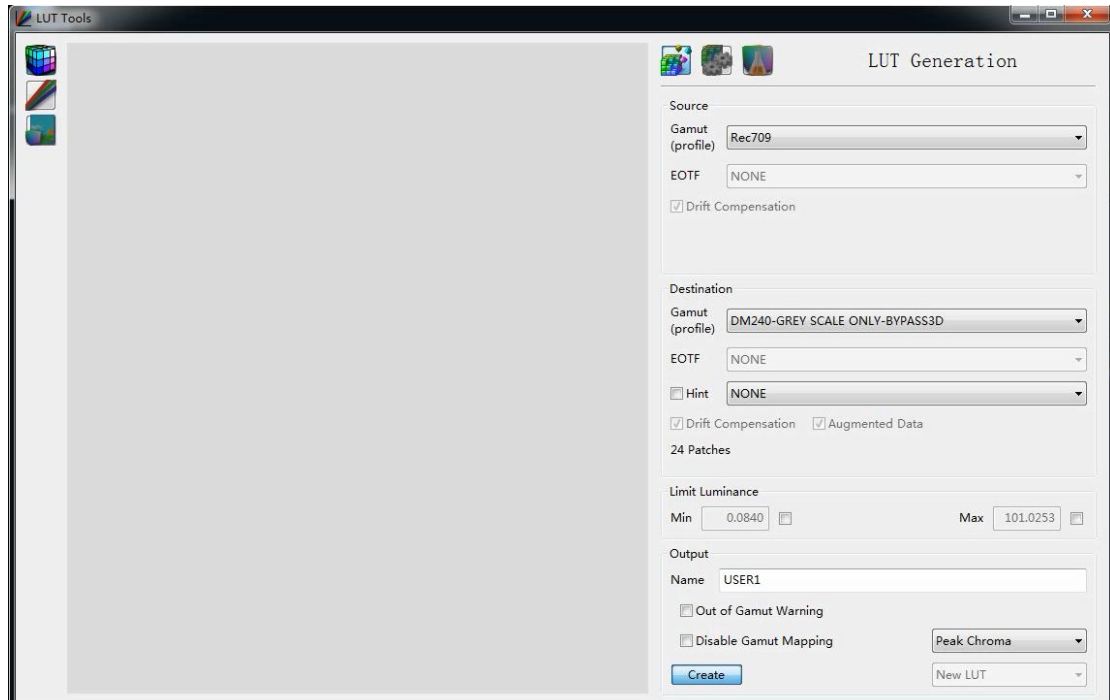 LUT Tools
LUT Generation
Source
Gamut
(profile)
Rec709
EOTF
NONE
Drift Compensation
Destination
Gamut
(profile)
DM240-GREY SCALE ONLY-BYPASS3D
EOTF
NONE
Hint
NONE
Drift Compensation Augmented Data
24 Patches
Limit Luminance
Min 0.0840 Max 101.0253
Output
Name USER1
Out of Gamut Warning
Disable Gamut Mapping Peak Chroma
Create New LUT